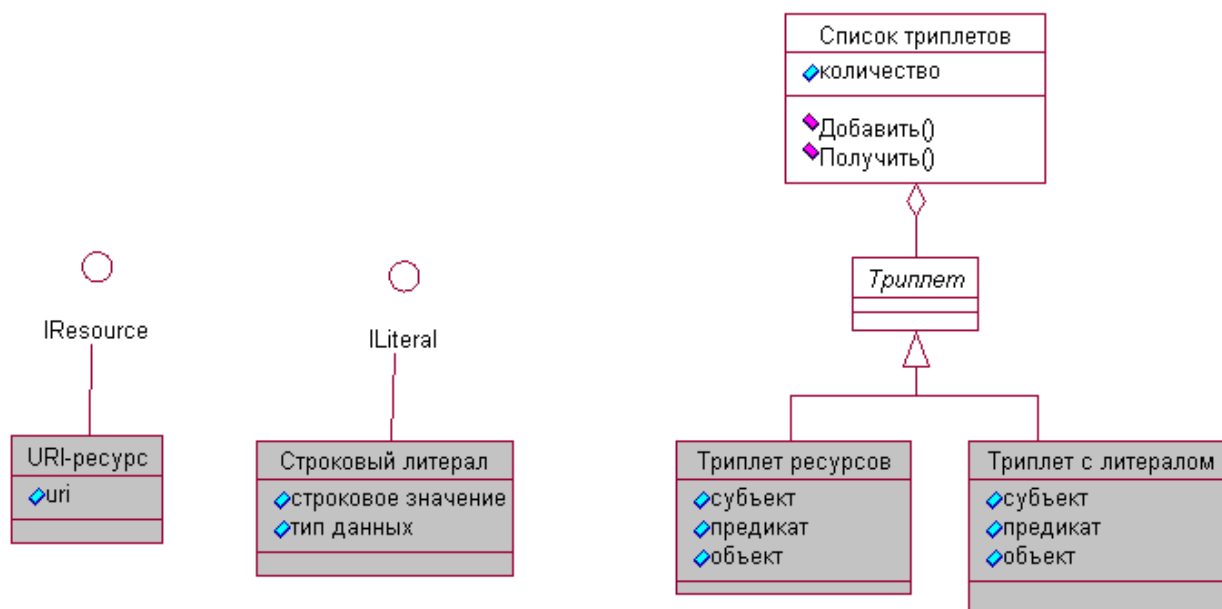 Список триплетов
количество
Добавить()
Получить()
Триплет
IResource
ILiteral
URI-ресурс
uri
Строковый литерал
строковое значение
тип данных
Триплет ресурсов
субъект
предикат
объект
Триплет с литералом
субъект
предикат
объект